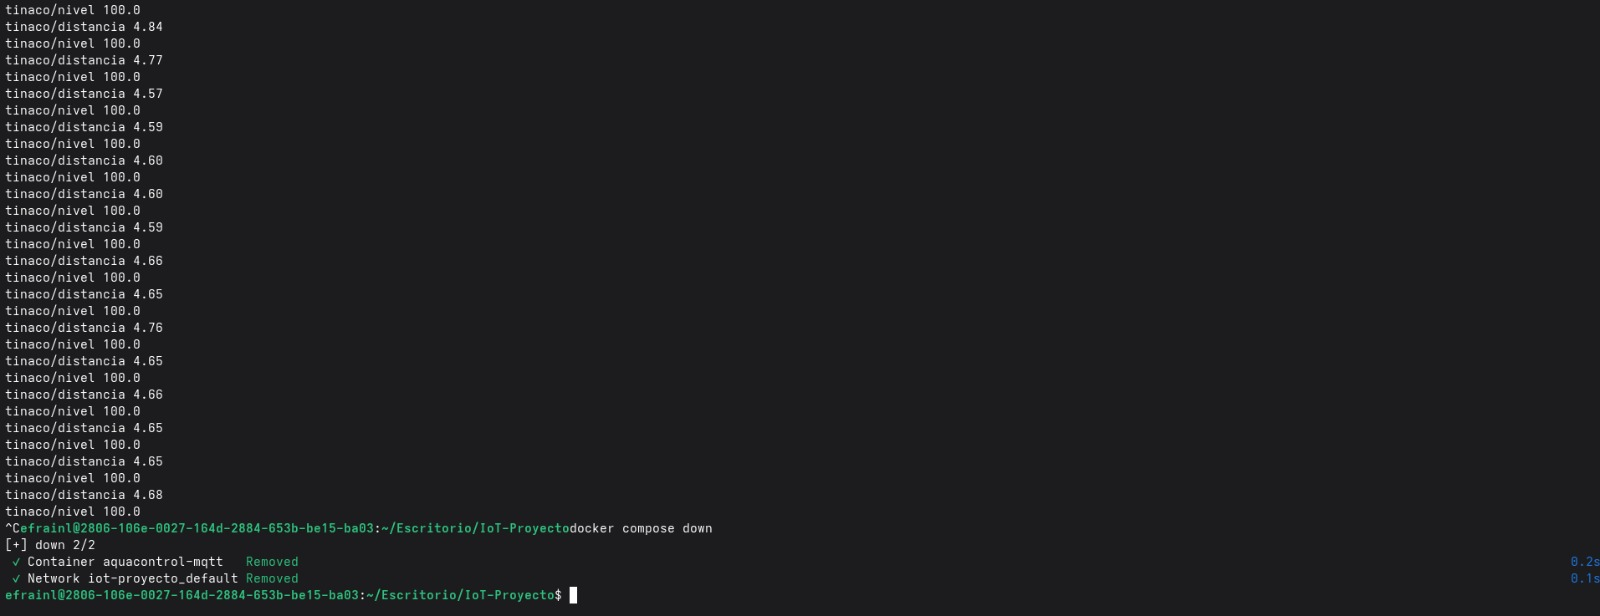 tinaco/nivel 100.0
tinaco/distancia 4.84
tinaco/nivel 100.0
tinaco/distancia 4.77
tinaco/nivel 100.0
tinaco/distancia 4.57
tinaco/nivel 100.0
tinaco/distancia 4.59
tinaco/nivel 100.0
tinaco/distancia 4.60
tinaco/nivel 100.0
tinaco/distancia 4.60
tinaco/nivel 100.0
tinaco/distancia 4.59
tinaco/nivel 100.0
tinaco/distancia 4.66
tinaco/nivel 100.0
tinaco/distancia 4.65
tinaco/nivel 100.0
tinaco/distancia 4.76
tinaco/nivel 100.0
tinaco/distancia 4.65
tinaco/nivel 100.0
tinaco/distancia 4.66
tinaco/nivel 100.0
tinaco/distancia 4.65
tinaco/nivel 100.0
tinaco/distancia 4.65
tinaco/nivel 100.0
tinaco/distancia 4.68
tinaco/nivel 100.0
^Cefrainl@2806-106e-0027-164d-2884-653b-be15-ba03:~/Escritorio/IoT-Proyectodocker compose down
[+] down 2/2
✓ Container aquacontrol-mqtt Removed 0.2s
✓ Network iot-proyecto_default Removed 0.1s
efrainl@2806-106e-0027-164d-2884-653b-be15-ba03:~/Escritorio/IoT-Proyecto$